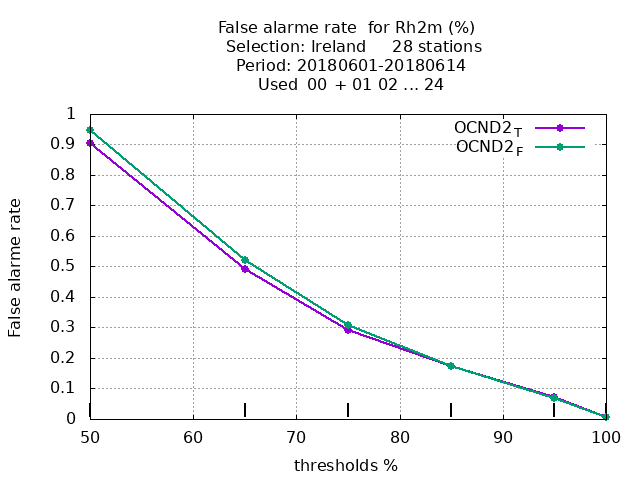 False alarme rate  for Rh2m (%)
Selection: Ireland     28 stations
Period: 20180601-20180614
Used  00 + 01 02 ... 24
OCND2T
OCND2F
1
0.9
0.8
0.7
0.6
0.5
0.4
0.3
0.2
0.1
0
False alarme rate
50 60 70 80 90 100
thresholds %